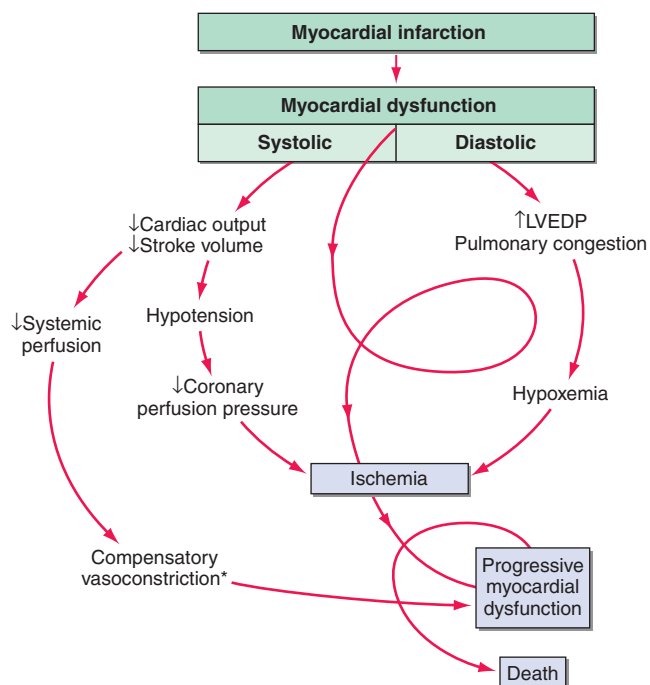 Myocardial infarction
Myocardial dysfunction
Systolic
Diastolic
↓Cardiac output
↓Stroke volume
↑LVEDP
Pulmonary congestion
↓Systemic
perfusion
Hypotension
↓Coronary
perfusion pressure
Hypoxemia
Ischemia
Compensatory
vasoconstriction*
Progressive
myocardial
dysfunction
Death